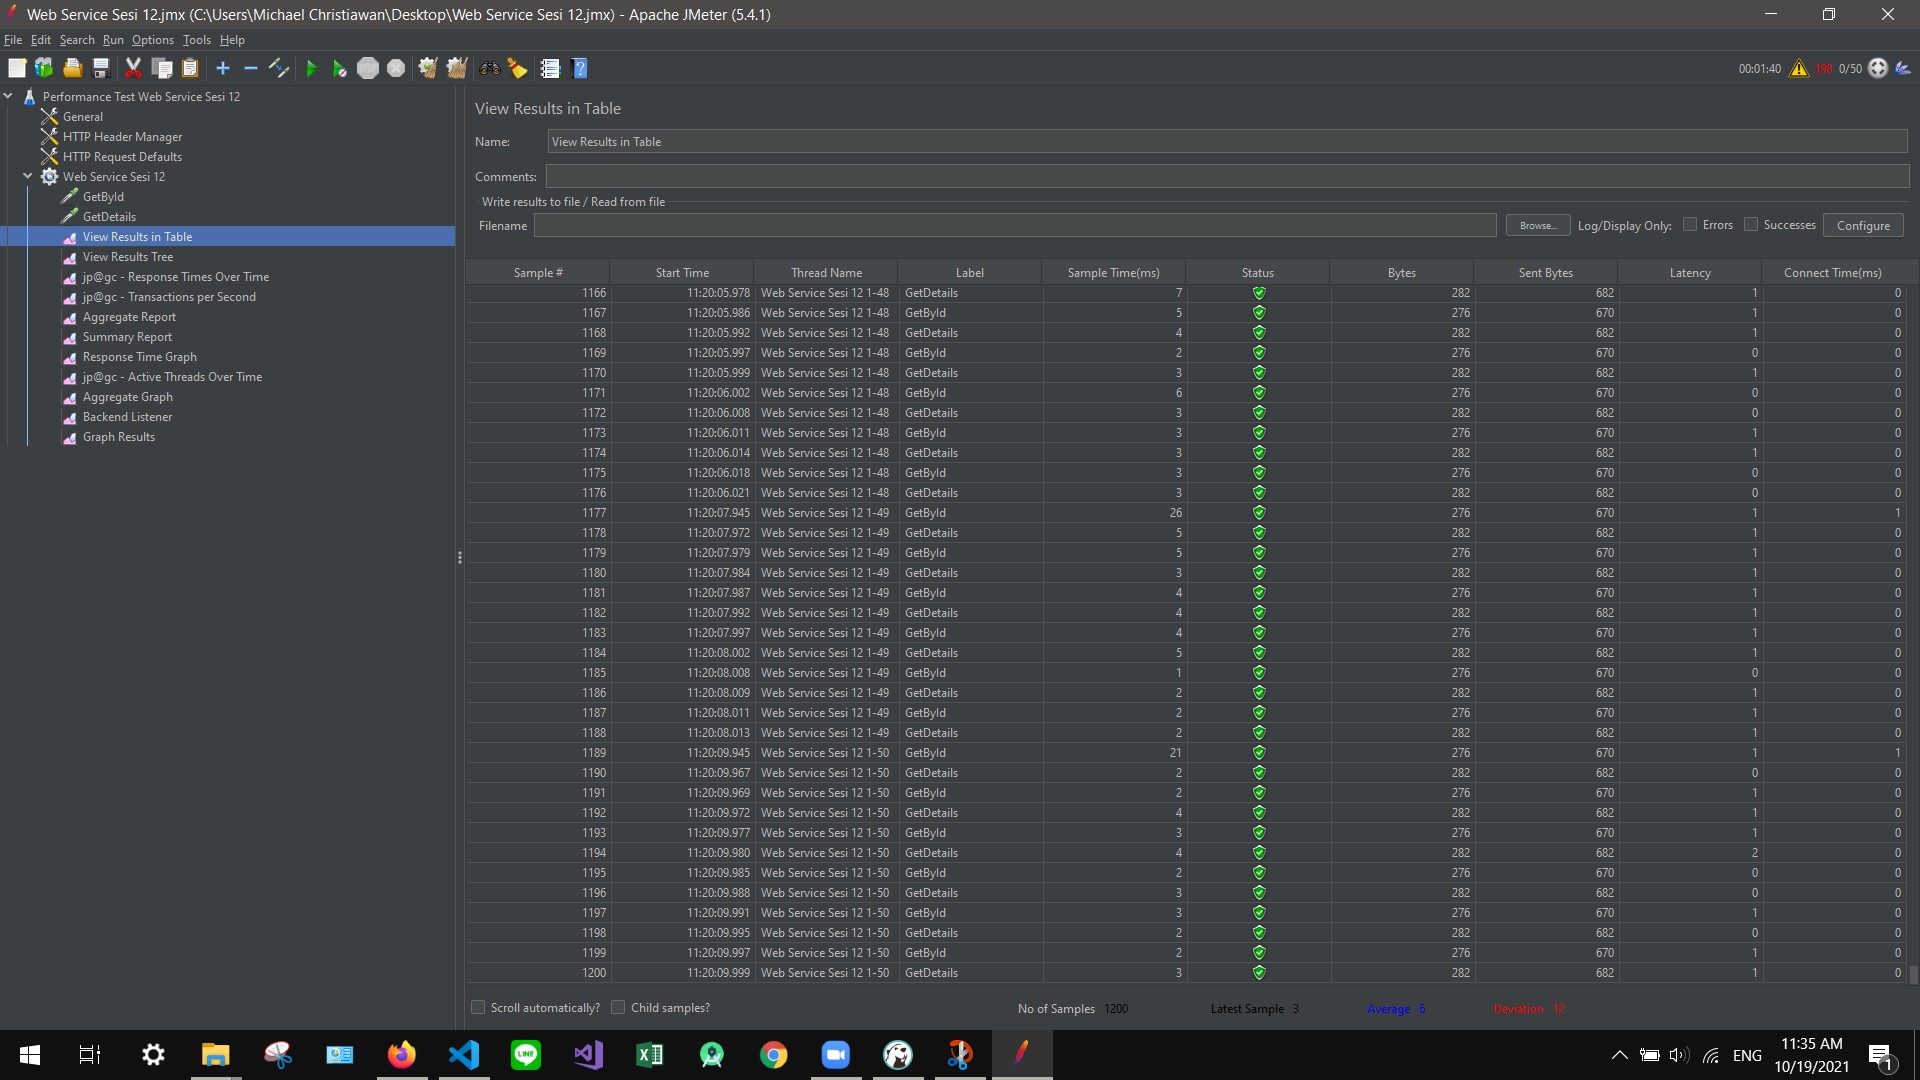 Web Service Sesi 12.jmx (C:\Users\Michael Christiawan\Desktop\Web Service Sesi 12.jmx) - Apache JMeter (5.4.1)
File Edit Search Run Options Tools Help
00:01:40 198 0/50
Performance Test Web Service Sesi 12
General
HTTP Header Manager
HTTP Request Defaults
Web Service Sesi 12
GetById
GetDetails
View Results in Table
View Results Tree
jp@gc - Response Times Over Time
jp@gc - Transactions per Second
Aggregate Report
Summary Report
Response Time Graph
jp@gc - Active Threads Over Time
Aggregate Graph
Backend Listener
Graph Results
View Results in Table
Name: View Results in Table
Comments:
Write results to file / Read from file
Filename Browse... Log/Display Only: Errors Successes Configure
Sample # Start Time Thread Name Label Sample Time(ms) Status Bytes Sent Bytes Latency Connect Time(ms)
1166 11:20:05.978 Web Service Sesi 12 1-48 GetDetails 7 282 682 1 0
1167 11:20:05.986 Web Service Sesi 12 1-48 GetById 5 276 670 1 0
1168 11:20:05.992 Web Service Sesi 12 1-48 GetDetails 4 282 682 1 0
1169 11:20:05.997 Web Service Sesi 12 1-48 GetById 2 276 670 0 0
1170 11:20:05.999 Web Service Sesi 12 1-48 GetDetails 3 282 682 1 0
1171 11:20:06.002 Web Service Sesi 12 1-48 GetById 6 276 670 0 0
1172 11:20:06.008 Web Service Sesi 12 1-48 GetDetails 3 282 682 0 0
1173 11:20:06.011 Web Service Sesi 12 1-48 GetById 3 276 670 1 0
1174 11:20:06.014 Web Service Sesi 12 1-48 GetDetails 3 282 682 1 0
1175 11:20:06.018 Web Service Sesi 12 1-48 GetById 3 276 670 0 0
1176 11:20:06.021 Web Service Sesi 12 1-48 GetDetails 3 282 682 0 0
1177 11:20:07.945 Web Service Sesi 12 1-49 GetById 26 276 670 1 1
1178 11:20:07.972 Web Service Sesi 12 1-49 GetDetails 5 282 682 1 0
1179 11:20:07.979 Web Service Sesi 12 1-49 GetById 5 276 670 1 0
1180 11:20:07.984 Web Service Sesi 12 1-49 GetDetails 3 282 682 1 0
1181 11:20:07.987 Web Service Sesi 12 1-49 GetById 4 276 670 1 0
1182 11:20:07.992 Web Service Sesi 12 1-49 GetDetails 4 282 682 1 0
1183 11:20:07.997 Web Service Sesi 12 1-49 GetById 4 276 670 1 0
1184 11:20:08.002 Web Service Sesi 12 1-49 GetDetails 5 282 682 1 0
1185 11:20:08.008 Web Service Sesi 12 1-49 GetById 1 276 670 0 0
1186 11:20:08.009 Web Service Sesi 12 1-49 GetDetails 2 282 682 1 0
1187 11:20:08.011 Web Service Sesi 12 1-49 GetById 2 276 670 1 0
1188 11:20:08.013 Web Service Sesi 12 1-49 GetDetails 2 282 682 1 0
1189 11:20:09.945 Web Service Sesi 12 1-50 GetById 21 276 670 1 1
1190 11:20:09.967 Web Service Sesi 12 1-50 GetDetails 2 282 682 0 0
1191 11:20:09.969 Web Service Sesi 12 1-50 GetById 2 276 670 1 0
1192 11:20:09.972 Web Service Sesi 12 1-50 GetDetails 4 282 682 1 0
1193 11:20:09.977 Web Service Sesi 12 1-50 GetById 3 276 670 1 0
1194 11:20:09.980 Web Service Sesi 12 1-50 GetDetails 4 282 682 2 0
1195 11:20:09.985 Web Service Sesi 12 1-50 GetById 2 276 670 0 0
1196 11:20:09.988 Web Service Sesi 12 1-50 GetDetails 3 282 682 0 0
1197 11:20:09.991 Web Service Sesi 12 1-50 GetById 3 276 670 1 0
1198 11:20:09.995 Web Service Sesi 12 1-50 GetDetails 2 282 682 0 0
1199 11:20:09.997 Web Service Sesi 12 1-50 GetById 2 276 670 1 0
1200 11:20:09.999 Web Service Sesi 12 1-50 GetDetails 3 282 682 1 0
Scroll automatically? Child samples? No of Samples 1200 Latest Sample 3 Average 6 Deviation 12
LINE
ENG 11:35 AM
10/19/2021
1